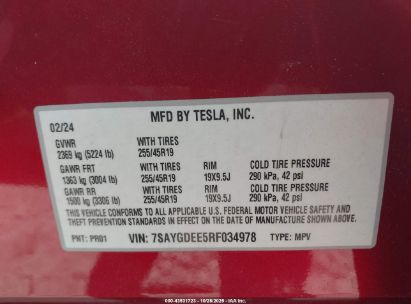 MFD BY TESLA, INC.
02/24
GVWR WITH TIRES
2369 kg (5224 lb) 255/45R19
GAWR FRT WITH TIRES RIM COLD TIRE PRESSURE
1363 kg (3004 lb) 255/45R19 19X9.5J 290 kPa, 42 psi
GAWR RR WITH TIRES RIM COLD TIRE PRESSURE
1500 kg (3306 lb) 255/45R19 19X9.5J 290 kPa, 42 psi
THIS VEHICLE CONFORMS TO ALL APPLICABLE U.S. FEDERAL MOTOR VEHICLE SAFETY AND
THEFT PREVENTION STANDARDS IN EFFECT ON THE DATE OF MANUFACTURE SHOWN ABOVE.
PNT: PR01 VIN: 7SAYGDEE5RF034978 TYPE: MPV